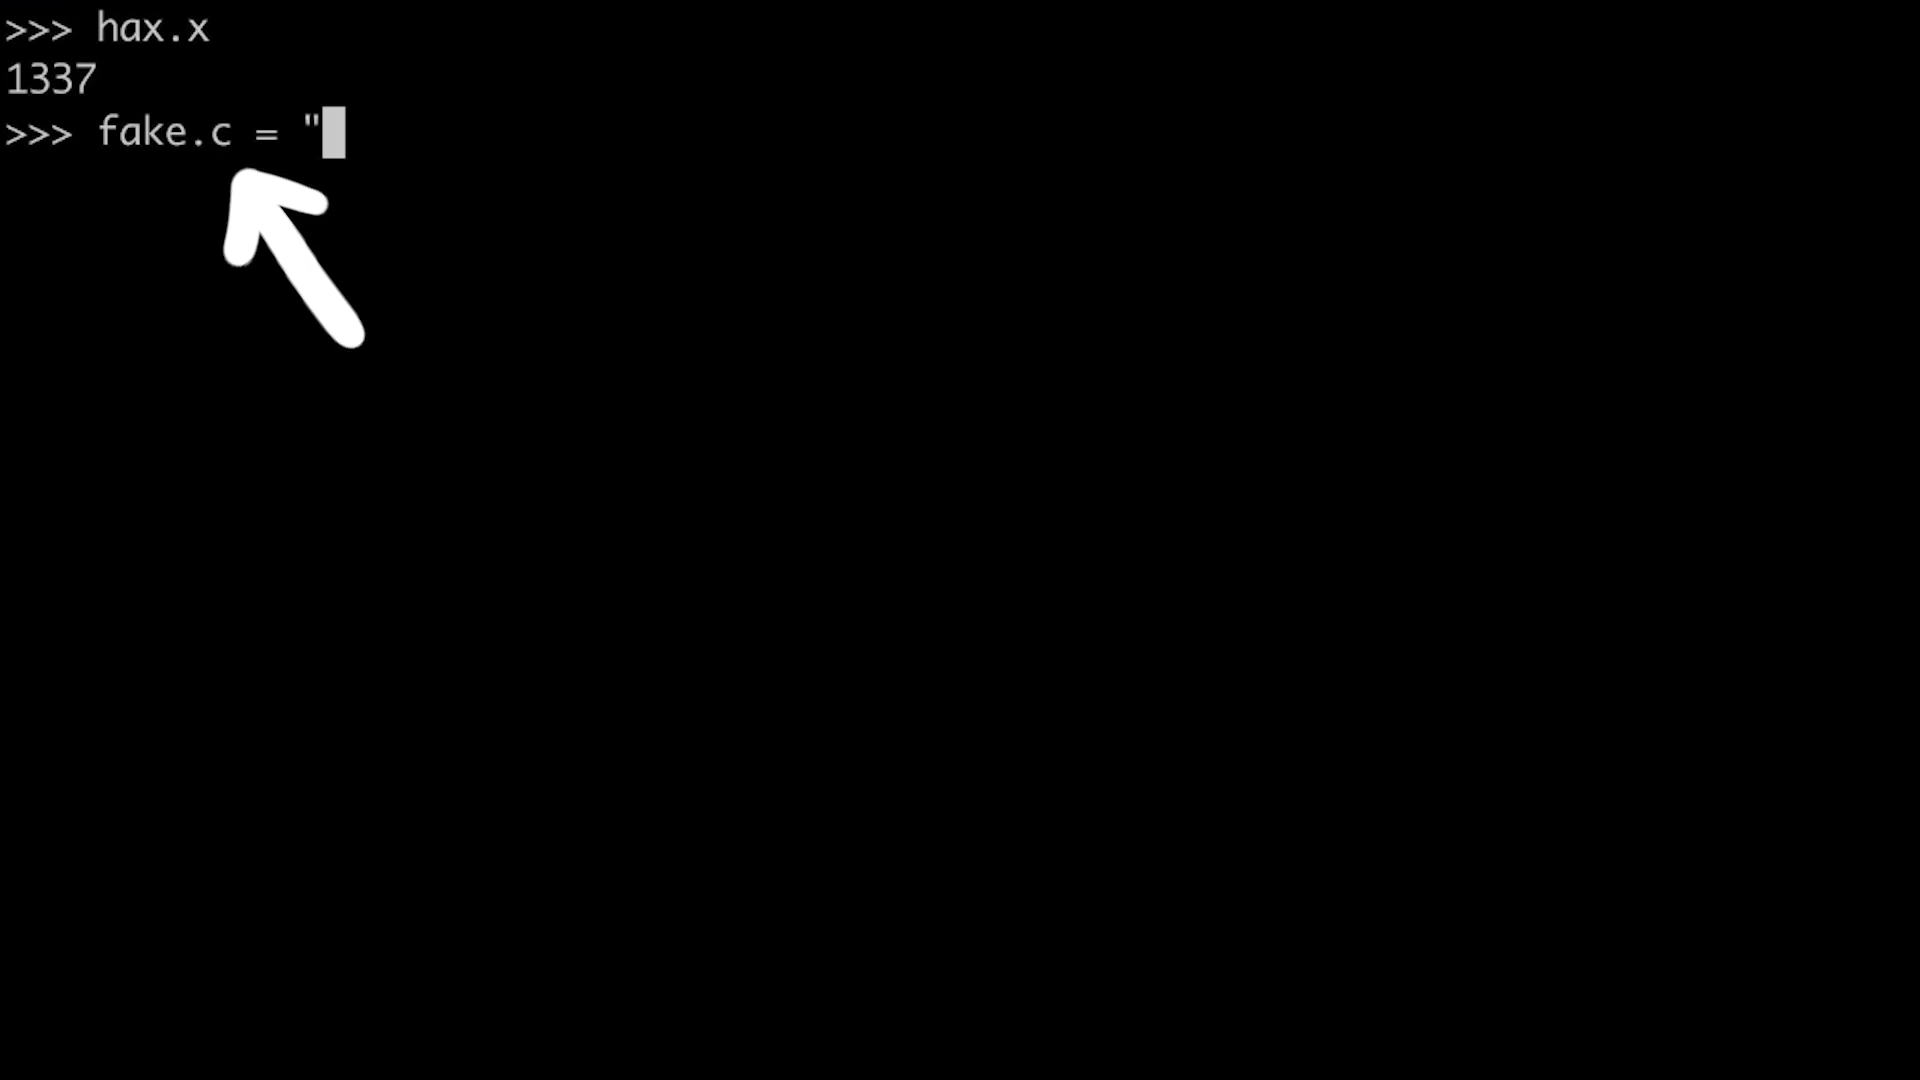 >>> hax.x
1337
>>> fake.c = "